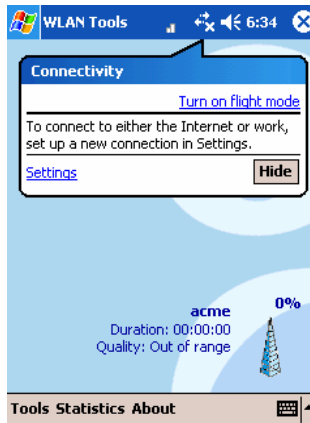 WLAN Tools 6:34
Connectivity
Turn on flight mode
To connect to either the Internet or work,
set up a new connection in Settings.
Settings Hide
acme 0%
Duration: 00:00:00
Quality: Out of range
Tools Statistics About